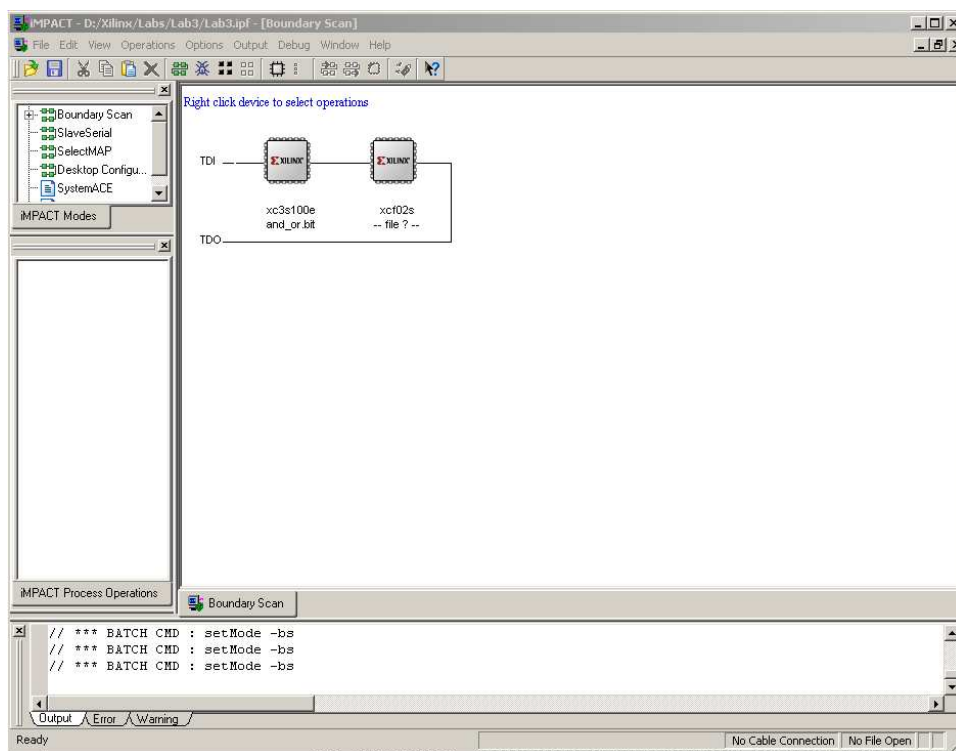 iMPACT - D:/Xilinx/Labs/Lab3/Lab3.ipf - [Boundary Scan]
File Edit View Operations Options Output Debug Window Help
Boundary Scan
SlaveSerial
SelectMAP
Desktop Configu...
SystemACE
iMPACT Modes
iMPACT Process Operations
Right click device to select operations
TDI
XILINX
XILINX
xc3s100e
and_or.bit
xcf02s
-- file ? --
TDO
Boundary Scan
// *** BATCH CMD : setMode -bs
// *** BATCH CMD : setMode -bs
// *** BATCH CMD : setMode -bs
Output Error Warning
Ready
No Cable Connection No File Open